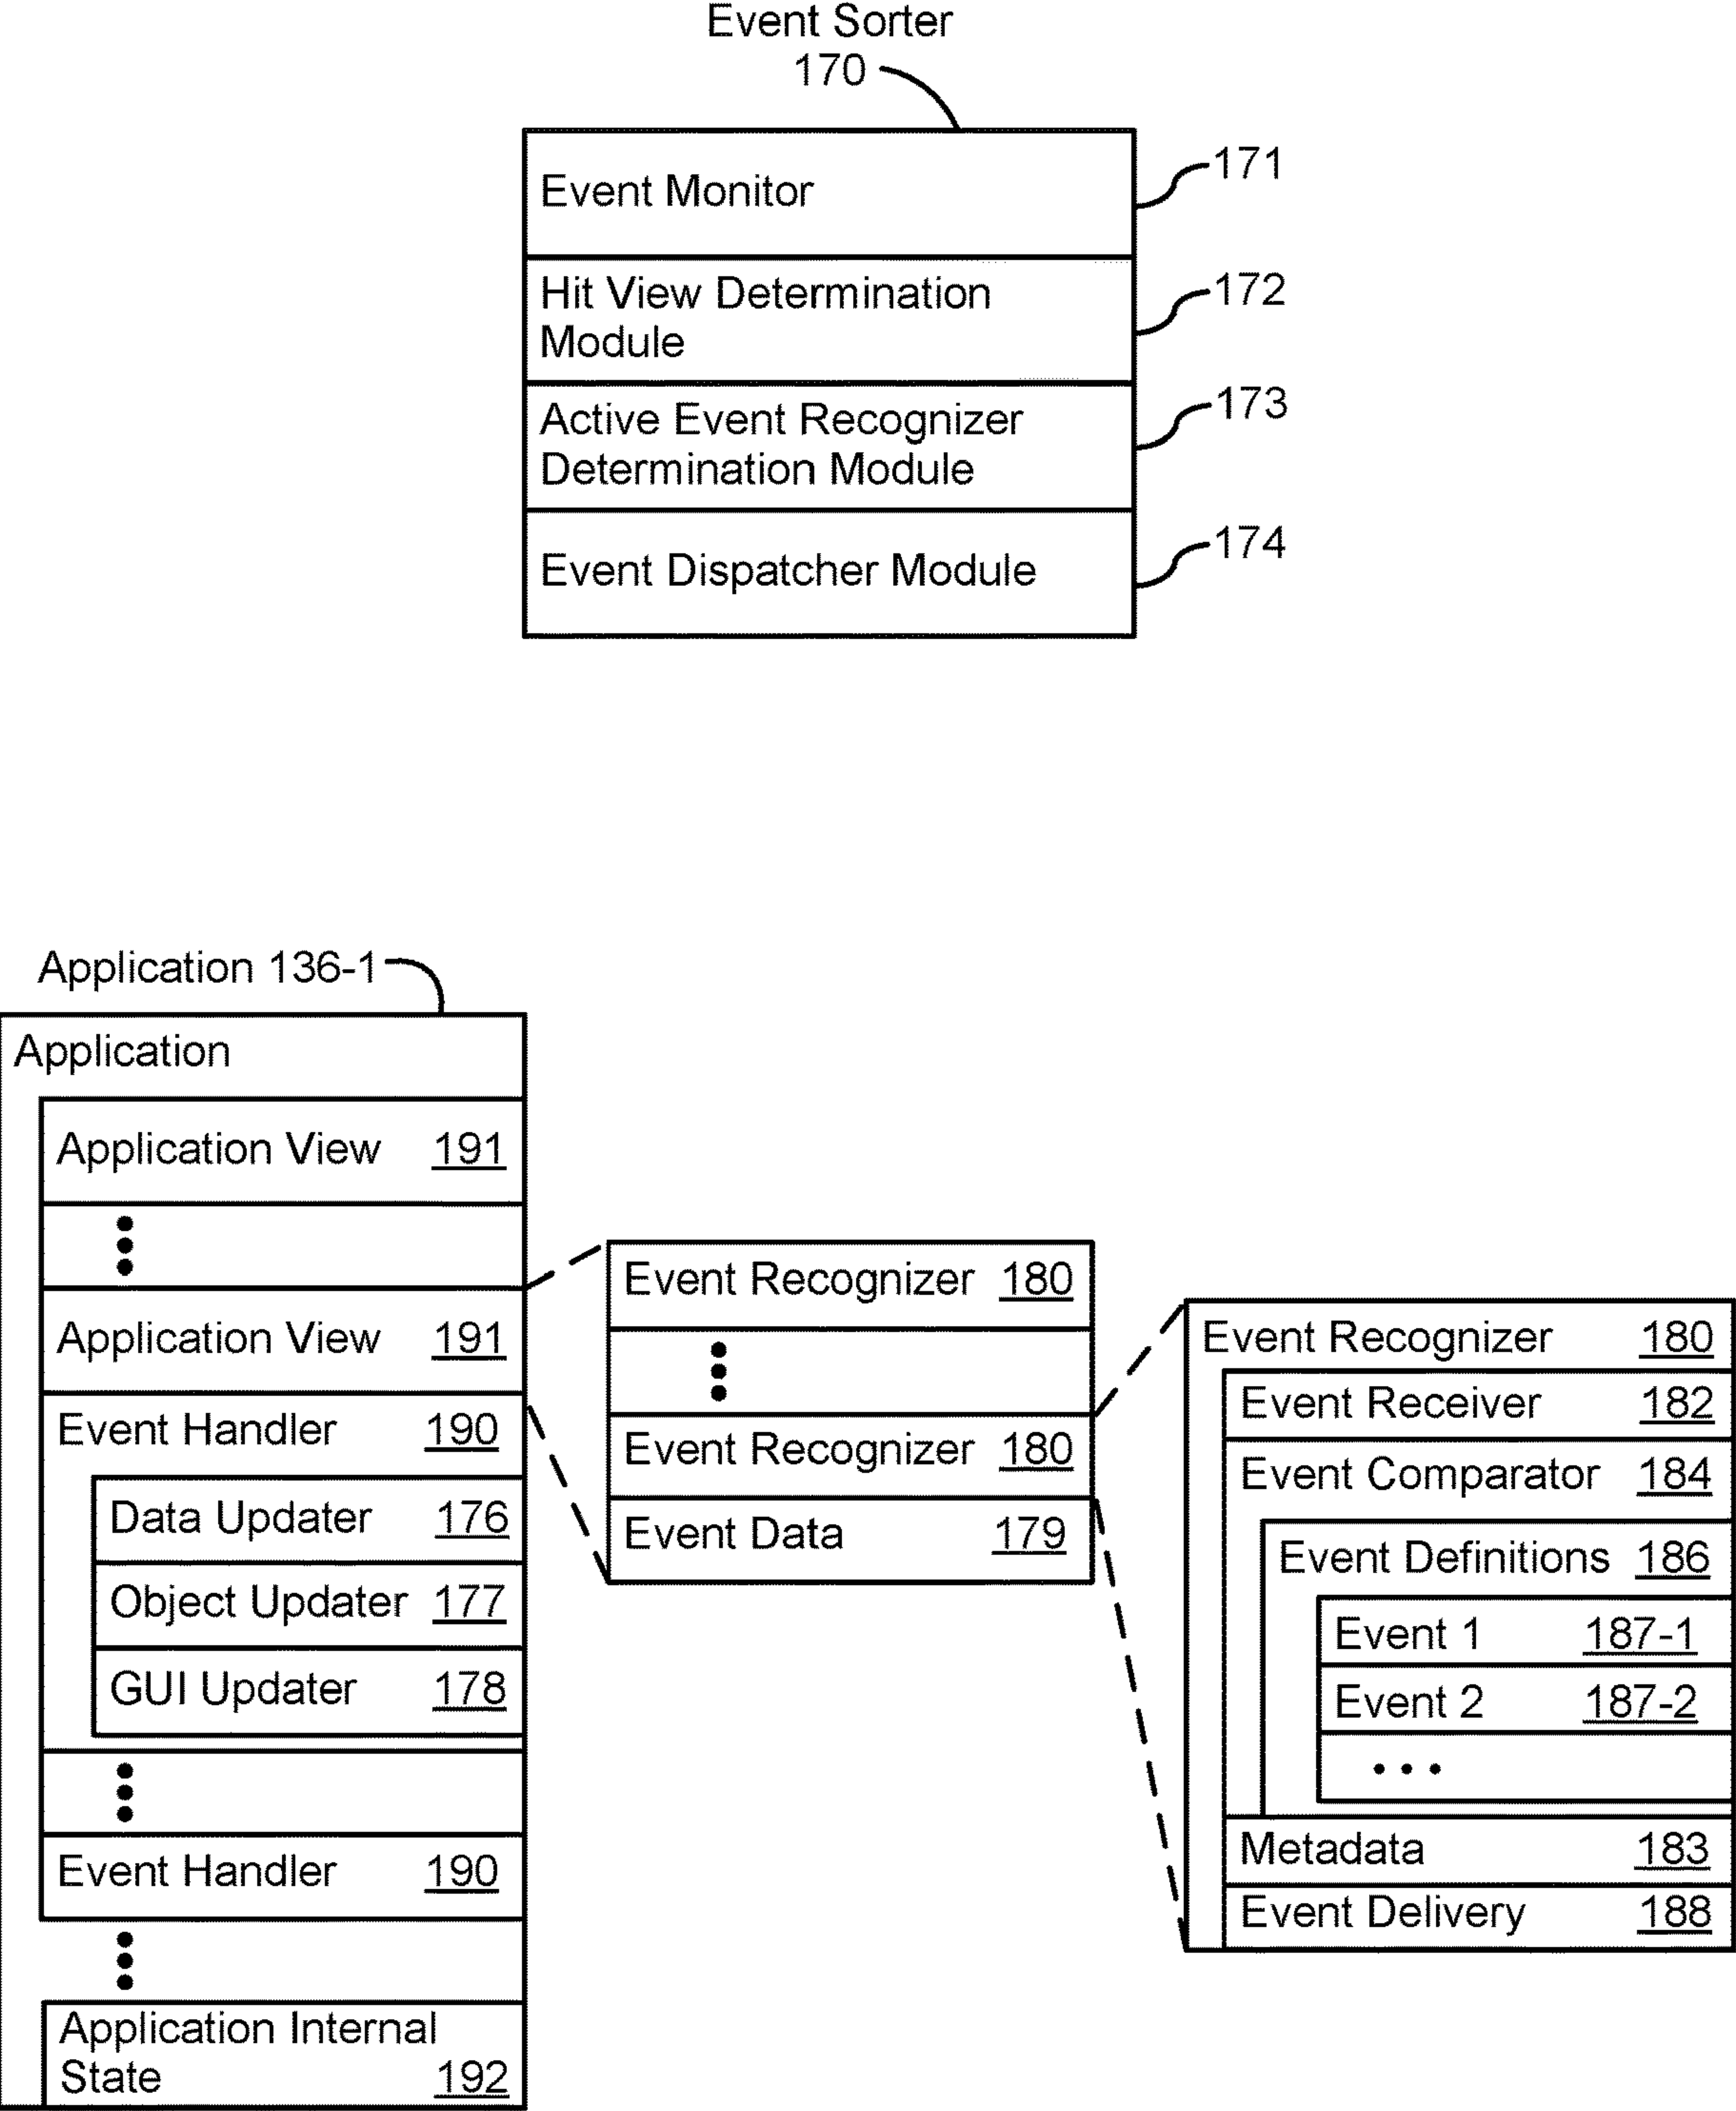 Event Sorter
170
Event Monitor
171
Hit View Determination
Module
172
Active Event Recognizer
Determination Module
173
Event Dispatcher Module
174
Application 136-1
Application
Application View 191
Application View 191
Event Handler 190
Data Updater 176
Object Updater 177
GUI Updater 178
Event Handler 190
Application Internal
State 192
Event Recognizer 180
Event Recognizer 180
Event Data 179
Event Recognizer 180
Event Receiver 182
Event Comparator 184
Event Definitions 186
Event 1 187-1
Event 2 187-2
Metadata 183
Event Delivery 188